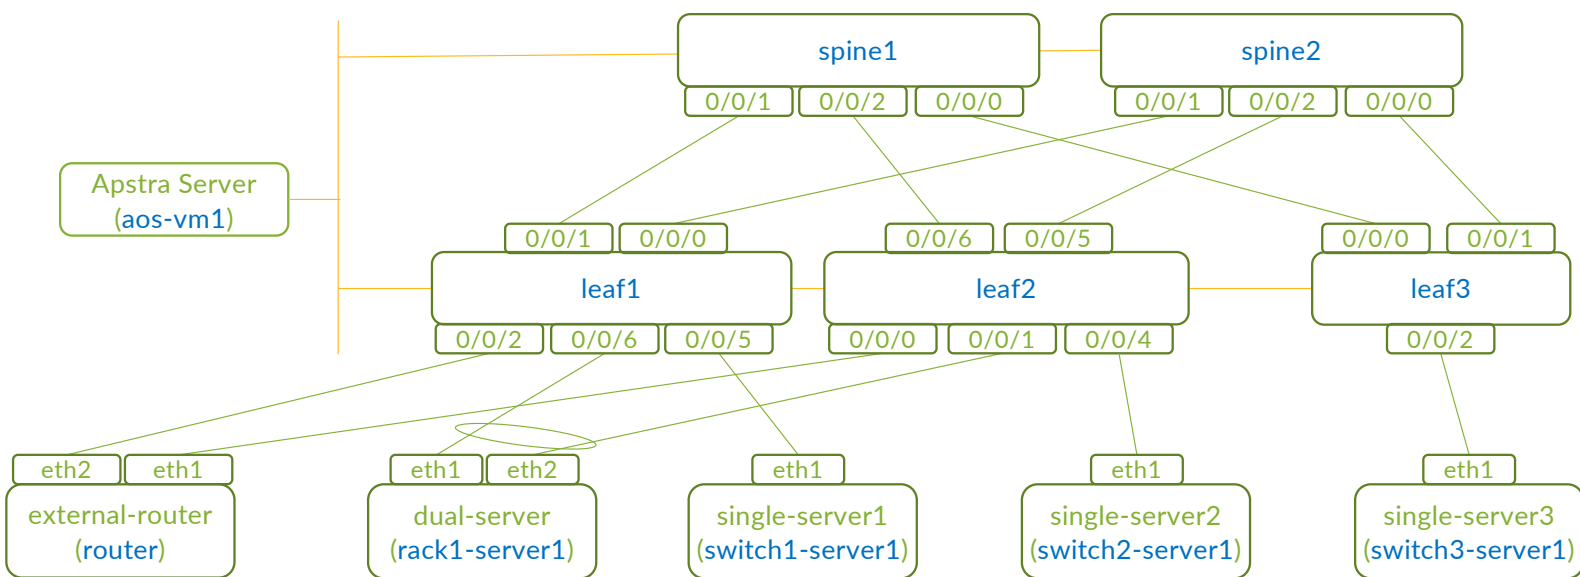 spine1
spine2
0/0/1
0/0/2
0/0/0
0/0/1
0/0/2
0/0/0
Apstra Server
(aos-vm1)
0/0/1
0/0/0
0/0/6
0/0/5
0/0/0
0/0/1
leaf1
leaf2
leaf3
0/0/2
0/0/6
0/0/5
0/0/0
0/0/1
0/0/4
0/0/2
eth2
eth1
eth1
eth2
eth1
eth1
eth1
external-router
(router)
dual-server
(rack1-server1)
single-server1
(switch1-server1)
single-server2
(switch2-server1)
single-server3
(switch3-server1)